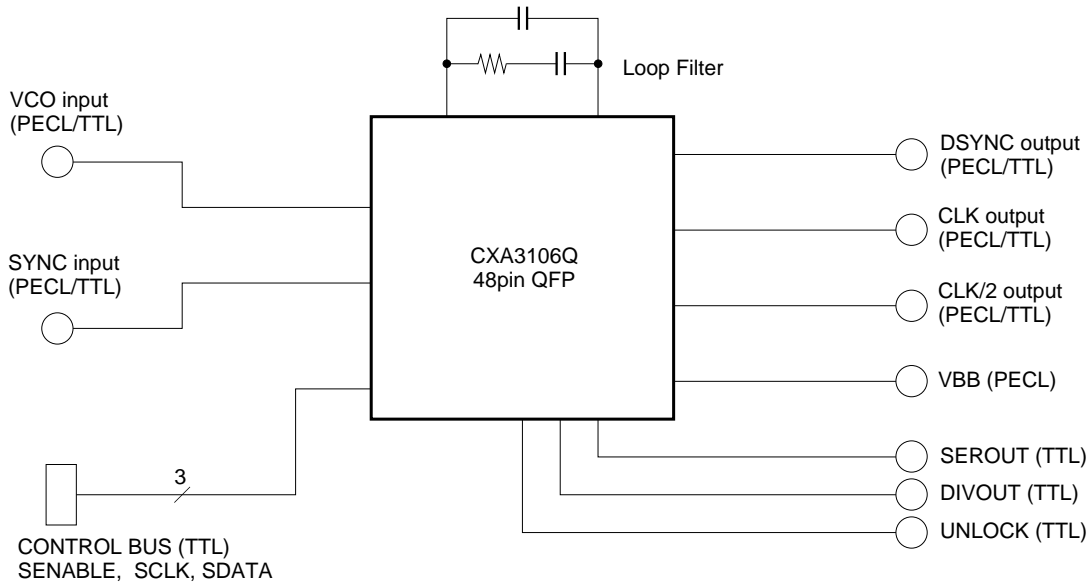 Loop Filter
VCO input
(PECL/TTL)
SYNC input
(PECL/TTL)
3
CONTROL BUS (TTL)
SENABLE, SCLK, SDATA
CXA3106Q
48pin QFP
DSYNC output
(PECL/TTL)
CLK output
(PECL/TTL)
CLK/2 output
(PECL/TTL)
VBB (PECL)
SEROUT (TTL)
DIVOUT (TTL)
UNLOCK (TTL)